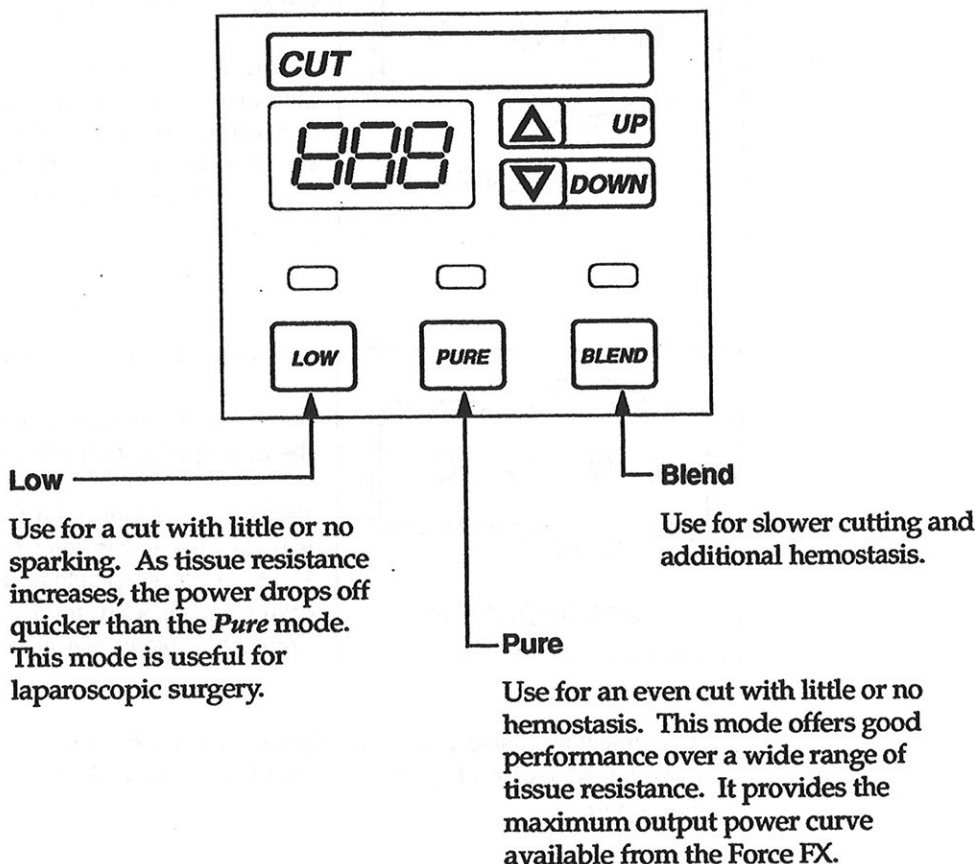 CUT
888
UP
DOWN
LOW
PURE
BLEND
Low
Use for a cut with little or no
sparking. As tissue resistance
increases, the power drops off
quicker than the Pure mode.
This mode is useful for
laparoscopic surgery.
Blend
Use for slower cutting and
additional hemostasis.
Pure
Use for an even cut with little or no
hemostasis. This mode offers good
performance over a wide range of
tissue resistance. It provides the
maximum output power curve
available from the Force FX.